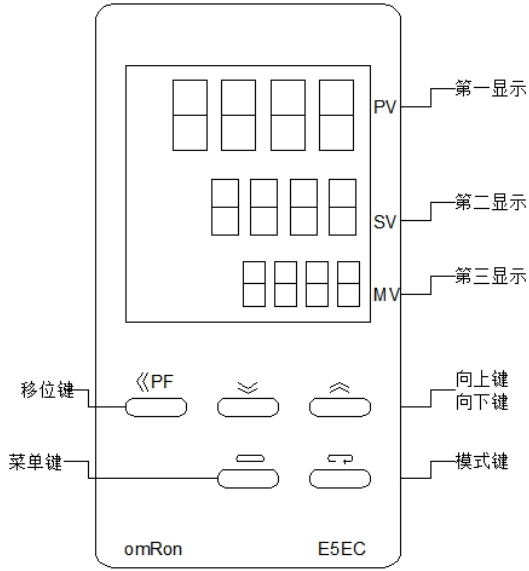 PV
第一显示
SV
第二显示
MV
第三显示
《PF
移位键
向上键
向下键
菜单键
模式键
omRon
E5EC